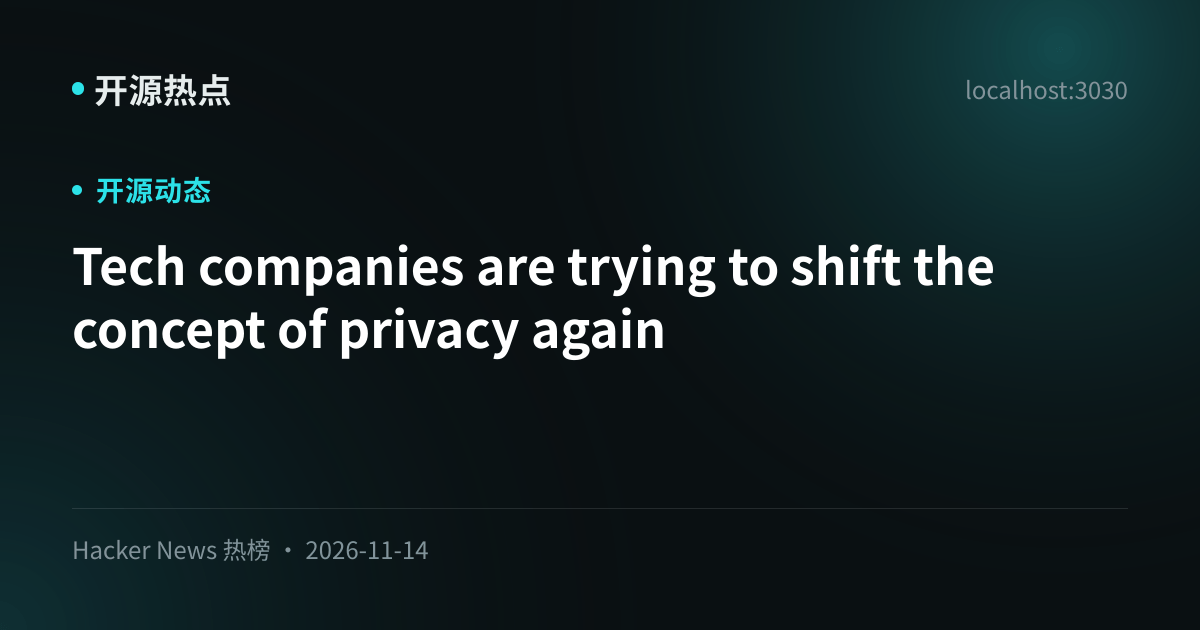 开源热点
localhost:3030
开源动态
Tech companies are trying to shift the
concept of privacy again
Hacker News 热榜 · 2026-11-14